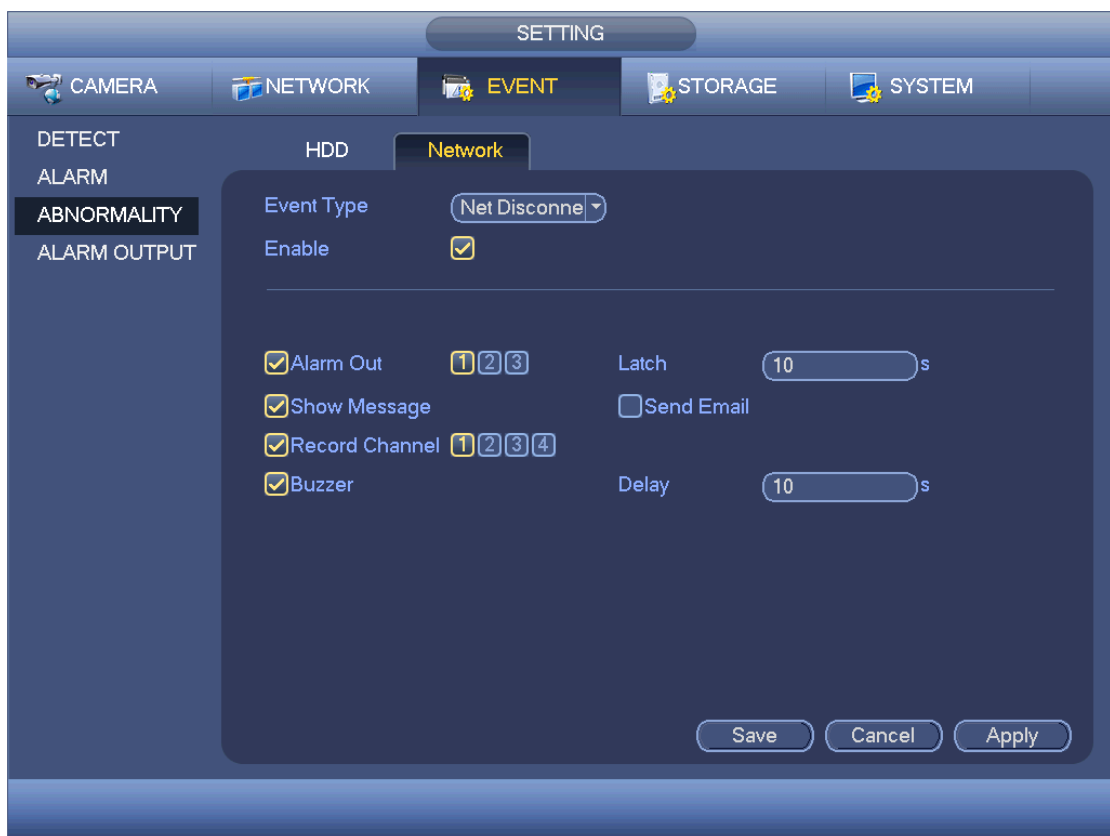 SETTING
CAMERA NETWORK EVENT STORAGE SYSTEM
DETECT
ALARM
ABNORMALITY
ALARM OUTPUT
HDD Network
Event Type Net Disconne
Enable
Alarm Out 1 2 3 Latch 10 s
Show Message Send Email
Record Channel 1 2 3 4
Buzzer Delay 10 s
Save Cancel Apply